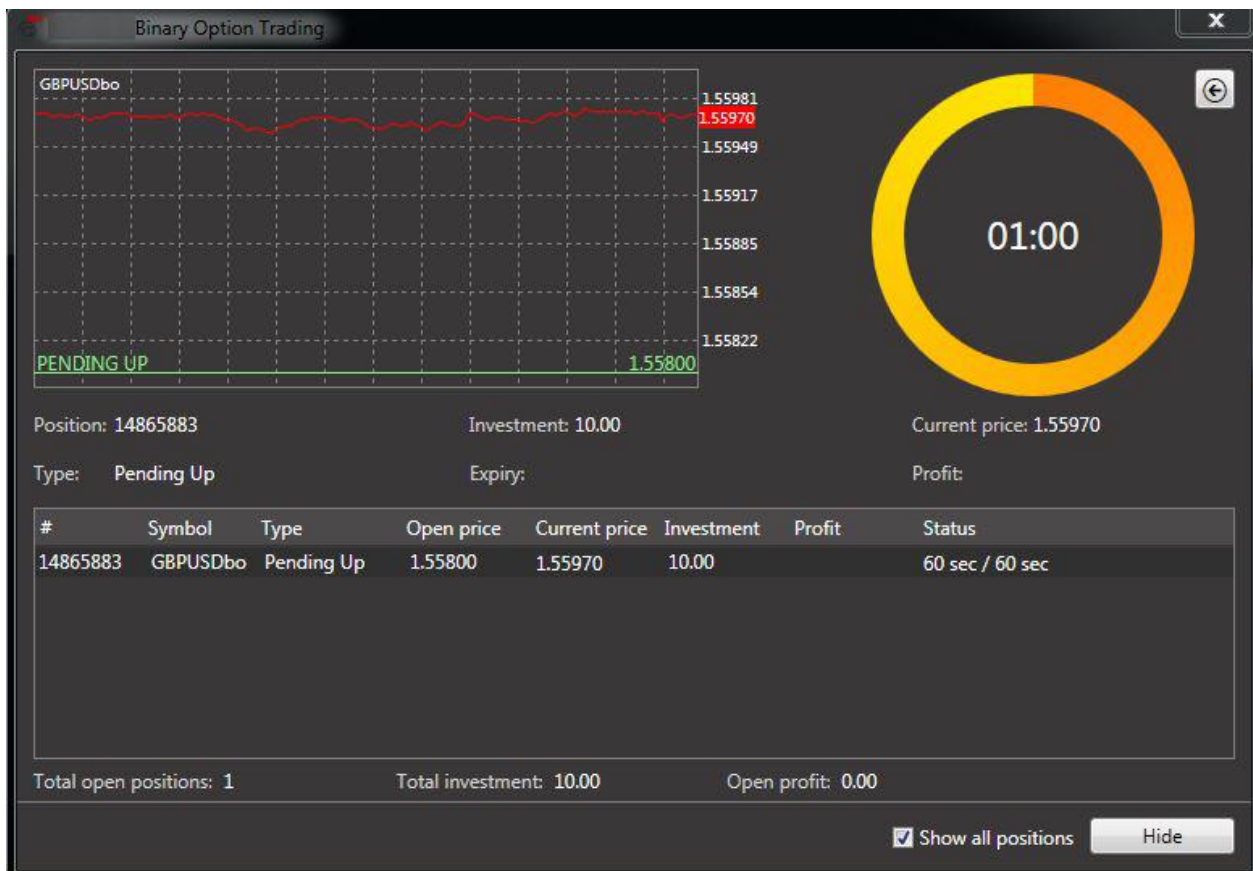 Binary Option Trading
X
GBPUSDbo
1.55981
1.55970
1.55949
1.55917
1.55885
1.55854
1.55822
PENDING UP 1.55800
01:00
Position: 14865883 Investment: 10.00 Current price: 1.55970
Type: Pending Up Expiry: Profit:
# Symbol Type Open price Current price Investment Profit Status
14865883 GBPUSDbo Pending Up 1.55800 1.55970 10.00 60 sec / 60 sec
Total open positions: 1 Total investment: 10.00 Open profit: 0.00
Show all positions Hide